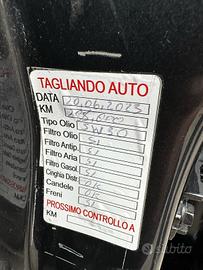 TAGLIANDO AUTO
DATA 20.06.2023
KM
Tipo Olio 5W30
Filtro Olio SI
Filtro Antip. SI
Filtro Aria SI
Filtro Gasol. SI
Cinghia Distr.
Candele
Freni SI
PROSSIMO CONTROLLO A
KM
subito